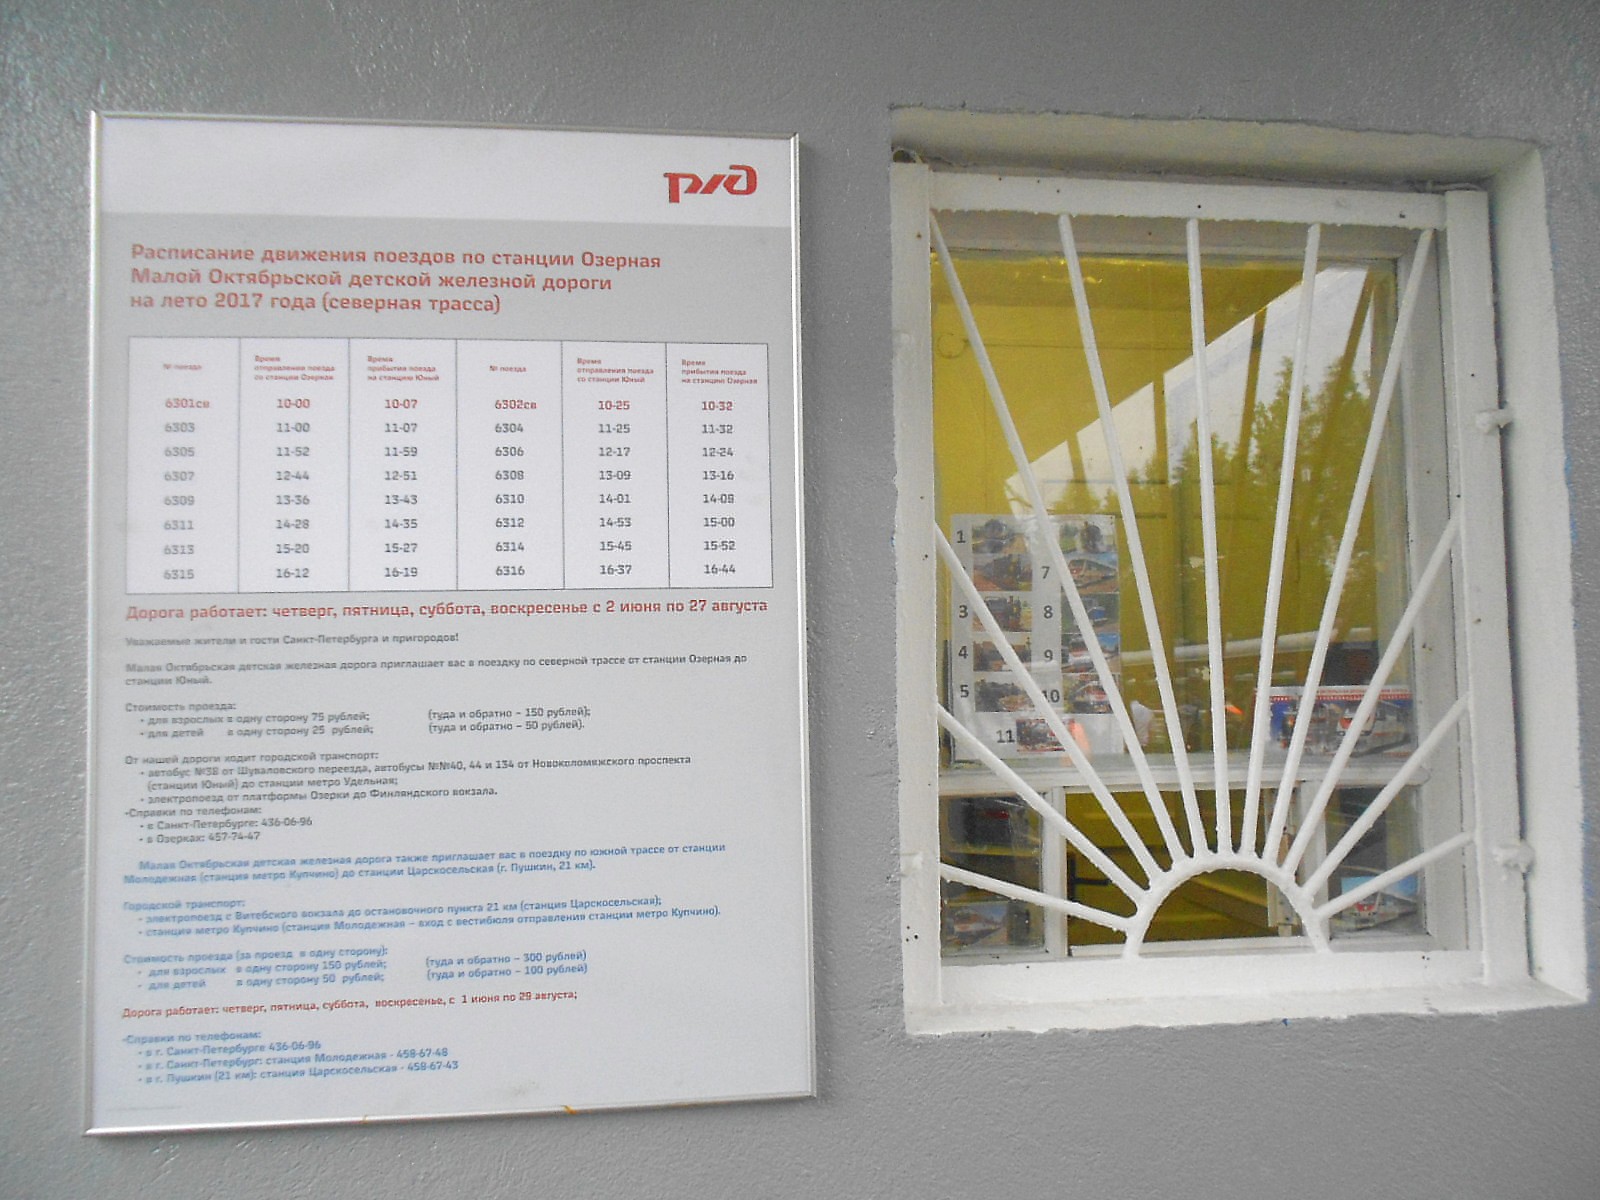 РЖД
Расписание движения поездов по станции Озерная
Малой Октябрьской детской железной дороги
на лето 2017 года (северная трасса)
№ поезда Время отправления поезда со станции Озерная Время прибытия поезда на станцию Юный № поезда Время отправления поезда со станции Юный Время прибытия поезда на станцию Озерная
6301св 10-00 10-07 6302св 10-25 10-32
6303 11-00 11-07 6304 11-25 11-32
6305 11-52 11-59 6306 12-17 12-24
6307 12-44 12-51 6308 13-09 13-16
6309 13-36 13-43 6310 14-01 14-08
6311 14-28 14-35 6312 14-53 15-00
6313 15-20 15-27 6314 15-45 15-52
6315 16-12 16-19 6316 16-37 16-44
Дорога работает: четверг, пятница, суббота, воскресенье с 2 июня по 27 августа
Уважаемые жители и гости Санкт-Петербурга и пригородов!
Малая Октябрьская детская железная дорога приглашает вас в поездку по северной трассе от станции Озерная до
станции Юный.
Стоимость проезда:
• для взрослых в одну сторону 75 рублей; (туда и обратно – 150 рублей);
• для детей в одну сторону 25 рублей; (туда и обратно – 50 рублей).
От нашей дороги ходит городской транспорт:
• автобус №38 от Шуваловского переезда, автобусы №№40, 44 и 134 от Новоколомяжского проспекта
(станции Юный) до станции метро Удельная;
• электропоезд от платформы Озерки до Финляндского вокзала.
-Справки по телефонам:
• в Санкт-Петербурге: 436-06-96
• в Озерках: 457-74-47
Малая Октябрьская детская железная дорога также приглашает вас в поездку по южной трассе от станции
Молодежная (станция метро Купчино) до станции Царскосельская (г. Пушкин, 21 км).
Городской транспорт:
• электропоезд с Витебского вокзала до остановочного пункта 21 км (станция Царскосельская);
• станция метро Купчино (станция Молодежная – вход с вестибюля отправления станции метро Купчино).
Стоимость проезда (за проезд в одну сторону):
• для взрослых в одну сторону 150 рублей; (туда и обратно – 300 рублей)
• для детей в одну сторону 50 рублей; (туда и обратно – 100 рублей)
Дорога работает: четверг, пятница, суббота, воскресенье, с 1 июня по 29 августа;
-Справки по телефонам:
• в г. Санкт-Петербурге 436-06-96
• в г. Санкт-Петербург: станция Молодежная - 458-67-48
• в г. Пушкин (21 км): станция Царскосельская - 458-67-43
1
7
3 8
4 9
5 10
11